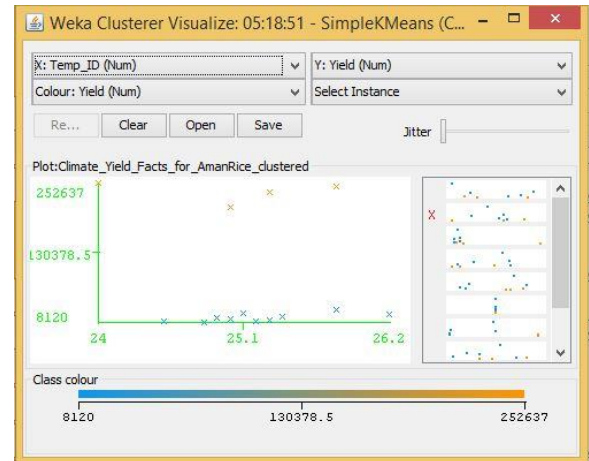 Weka Clusterer Visualize: 05:18:51 - SimpleKMeans (C...
X: Temp_ID (Num)
Y: Yield (Num)
Colour: Yield (Num)
Select Instance
Re...
Clear
Open
Save
Jitter
Plot:Climate_Yield_Facts_for_AmanRice_clustered
252637
130378.5
8120
24
25.1
26.2
X
Class colour
8120
130378.5
252637